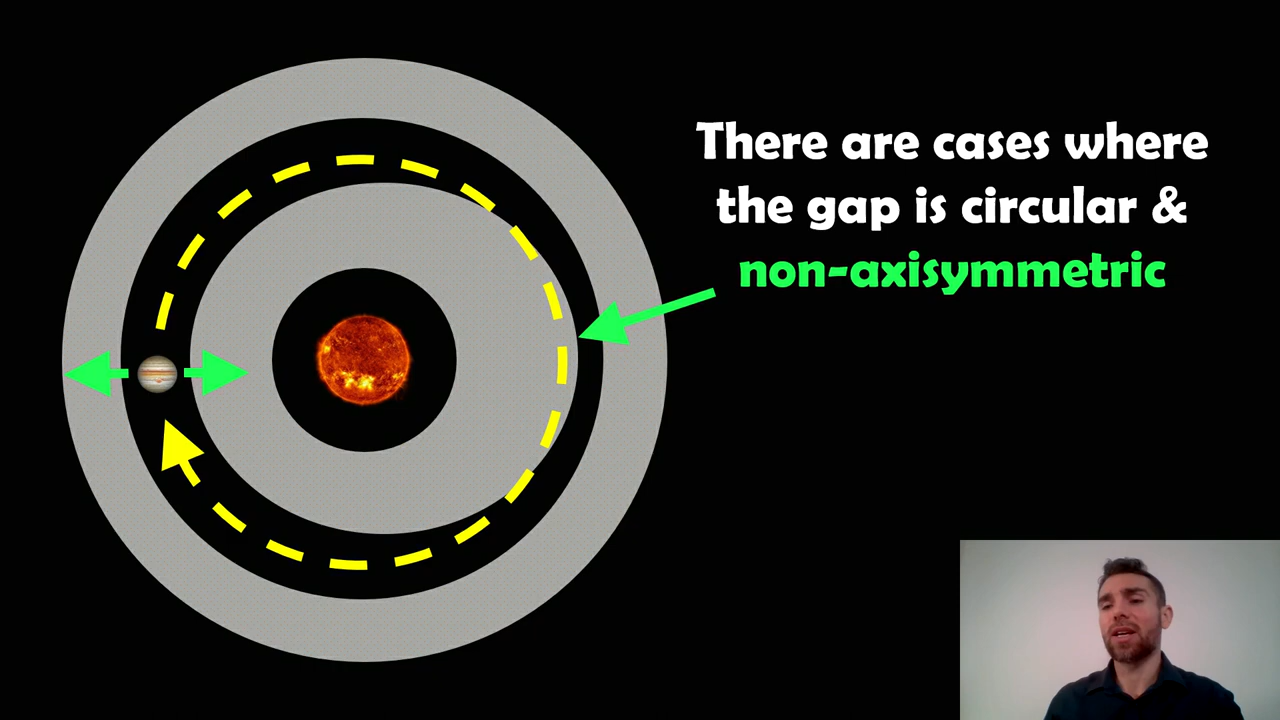 There are cases where
the gap is circular &
non-axisymmetric